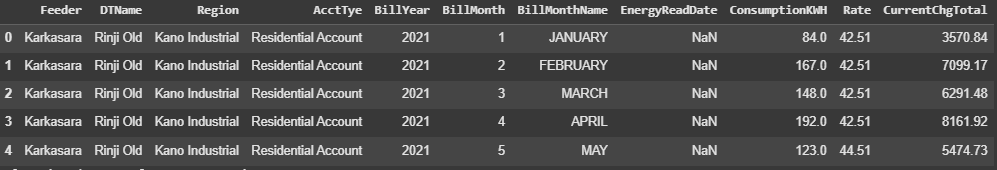 Feeder DTName Region AcctTye BillYear BillMonth BillMonthName EnergyReadDate ConsumptionKWH Rate CurrentChgTotal
0 Karkasara Rinji Old Kano Industrial Residential Account 2021 1 JANUARY NaN 84.0 42.51 3570.84
1 Karkasara Rinji Old Kano Industrial Residential Account 2021 2 FEBRUARY NaN 167.0 42.51 7099.17
2 Karkasara Rinji Old Kano Industrial Residential Account 2021 3 MARCH NaN 148.0 42.51 6291.48
3 Karkasara Rinji Old Kano Industrial Residential Account 2021 4 APRIL NaN 192.0 42.51 8161.92
4 Karkasara Rinji Old Kano Industrial Residential Account 2021 5 MAY NaN 123.0 44.51 5474.73